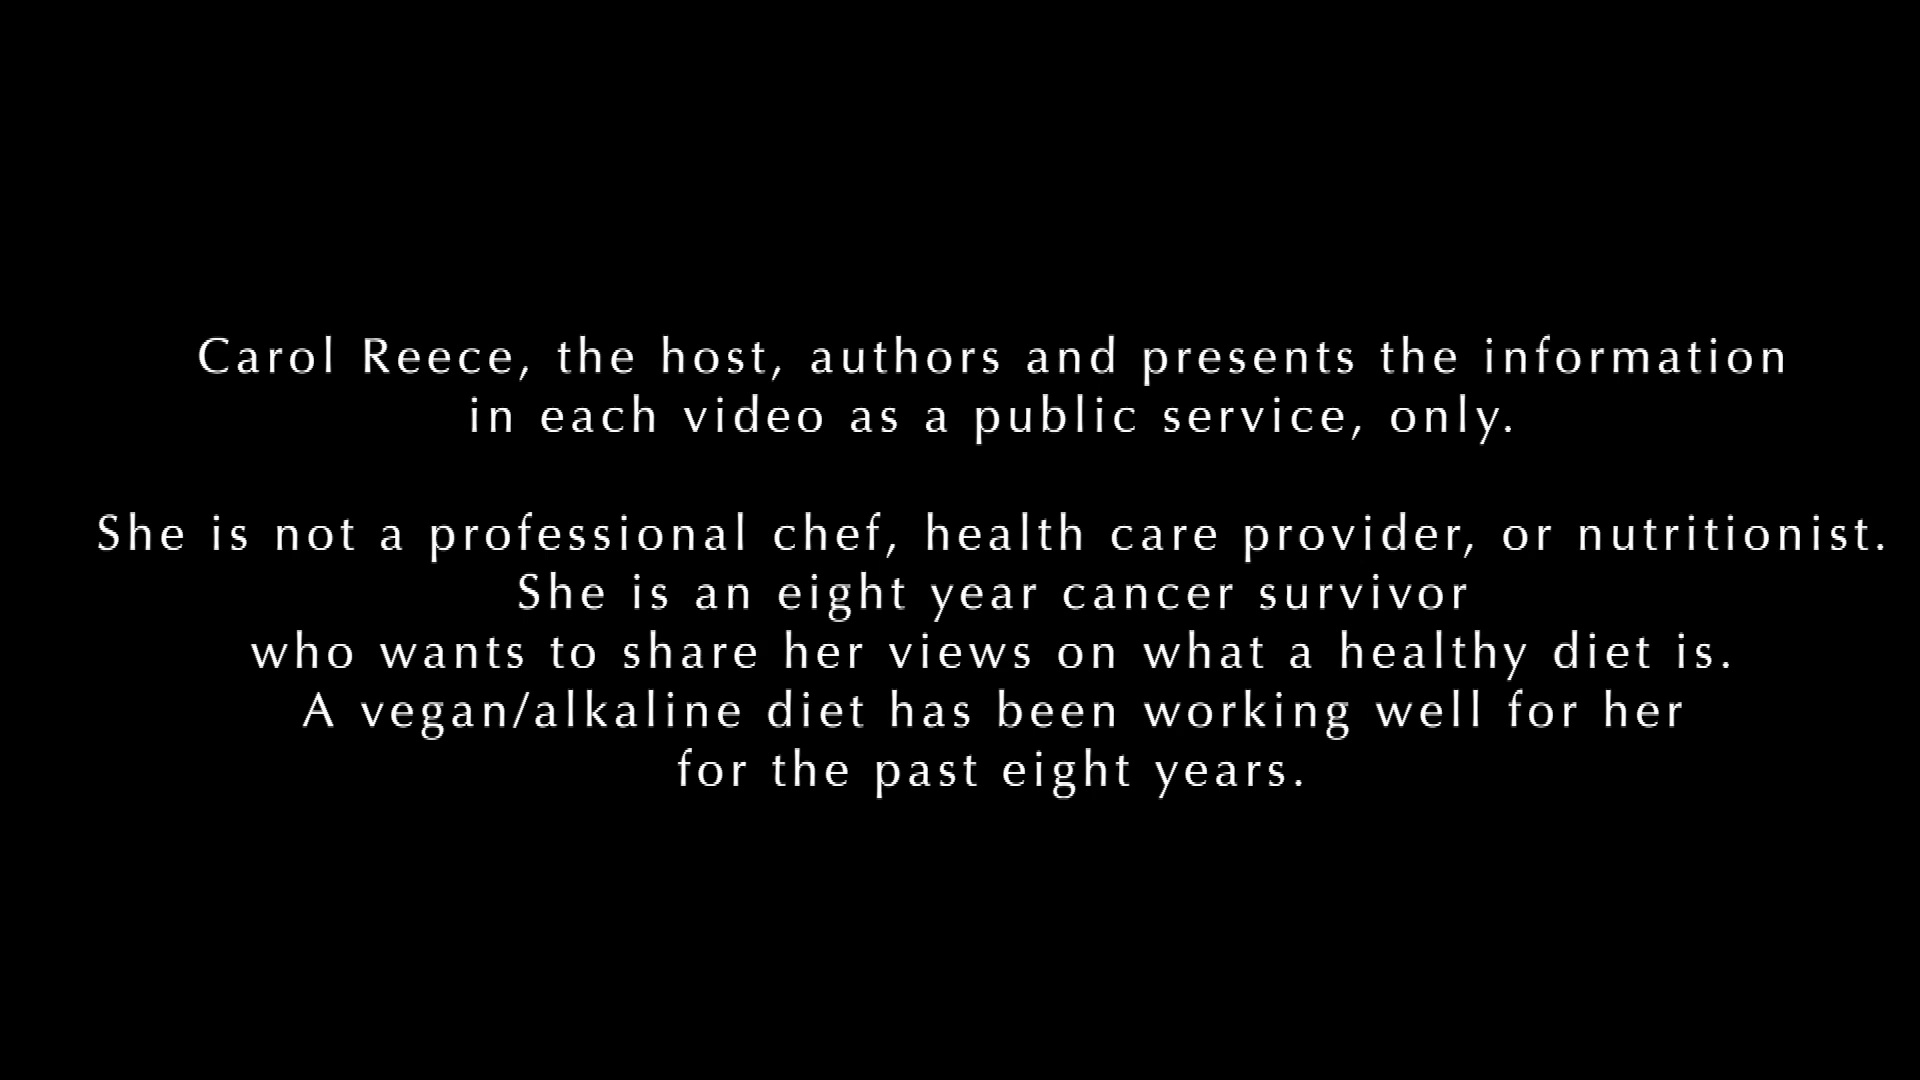 Carol Reece, the host, authors and presents the information
in each video as a public service, only.
She is not a professional chef, health care provider, or nutritionist.
She is an eight year cancer survivor
who wants to share her views on what a healthy diet is.
A vegan/alkaline diet has been working well for her
for the past eight years.